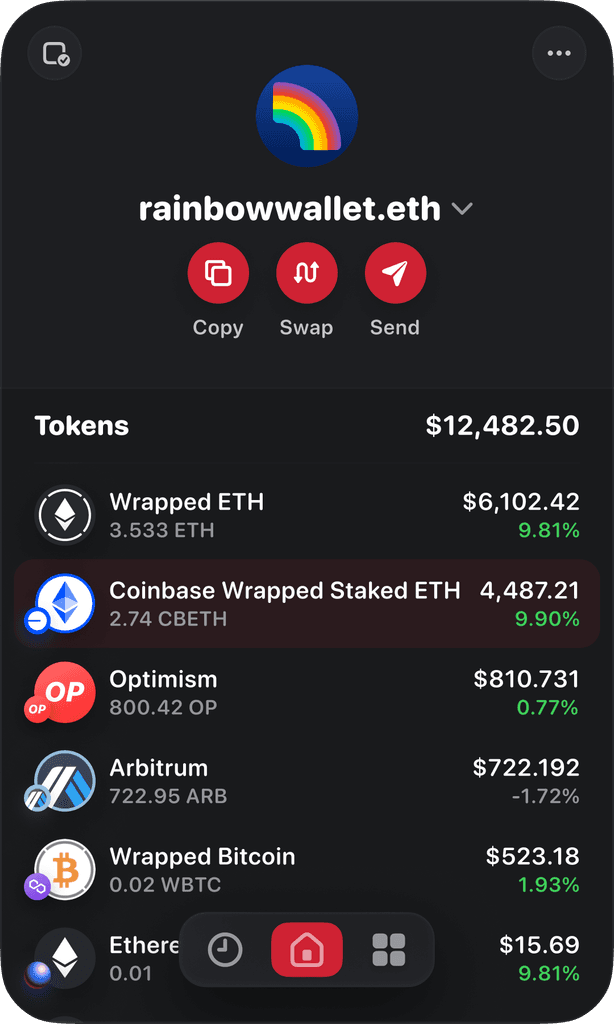 rainbowwallet.eth
Copy Swap Send
Tokens $12,482.50
Wrapped ETH $6,102.42
3.533 ETH 9.81%
Coinbase Wrapped Staked ETH 4,487.21
2.74 CBETH 9.90%
OP
OP
Optimism $810.731
800.42 OP 0.77%
Arbitrum $722.192
722.95 ARB -1.72%
Wrapped Bitcoin $523.18
0.02 WBTC 1.93%
Ethere $15.69
0.01 9.81%